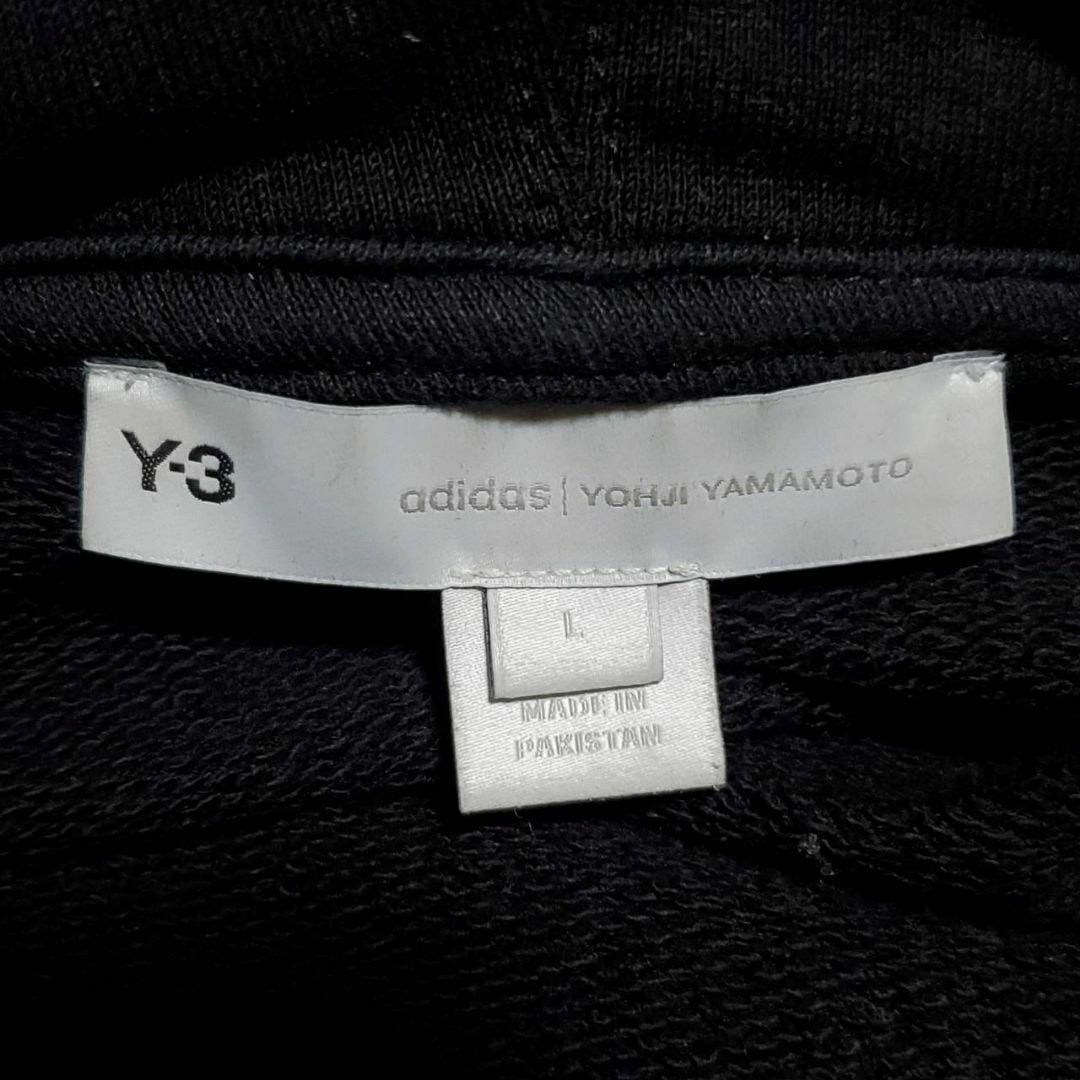 Y-3
adidas | YOHJI YAMAMOTO
L
MADE IN
PAKISTAN